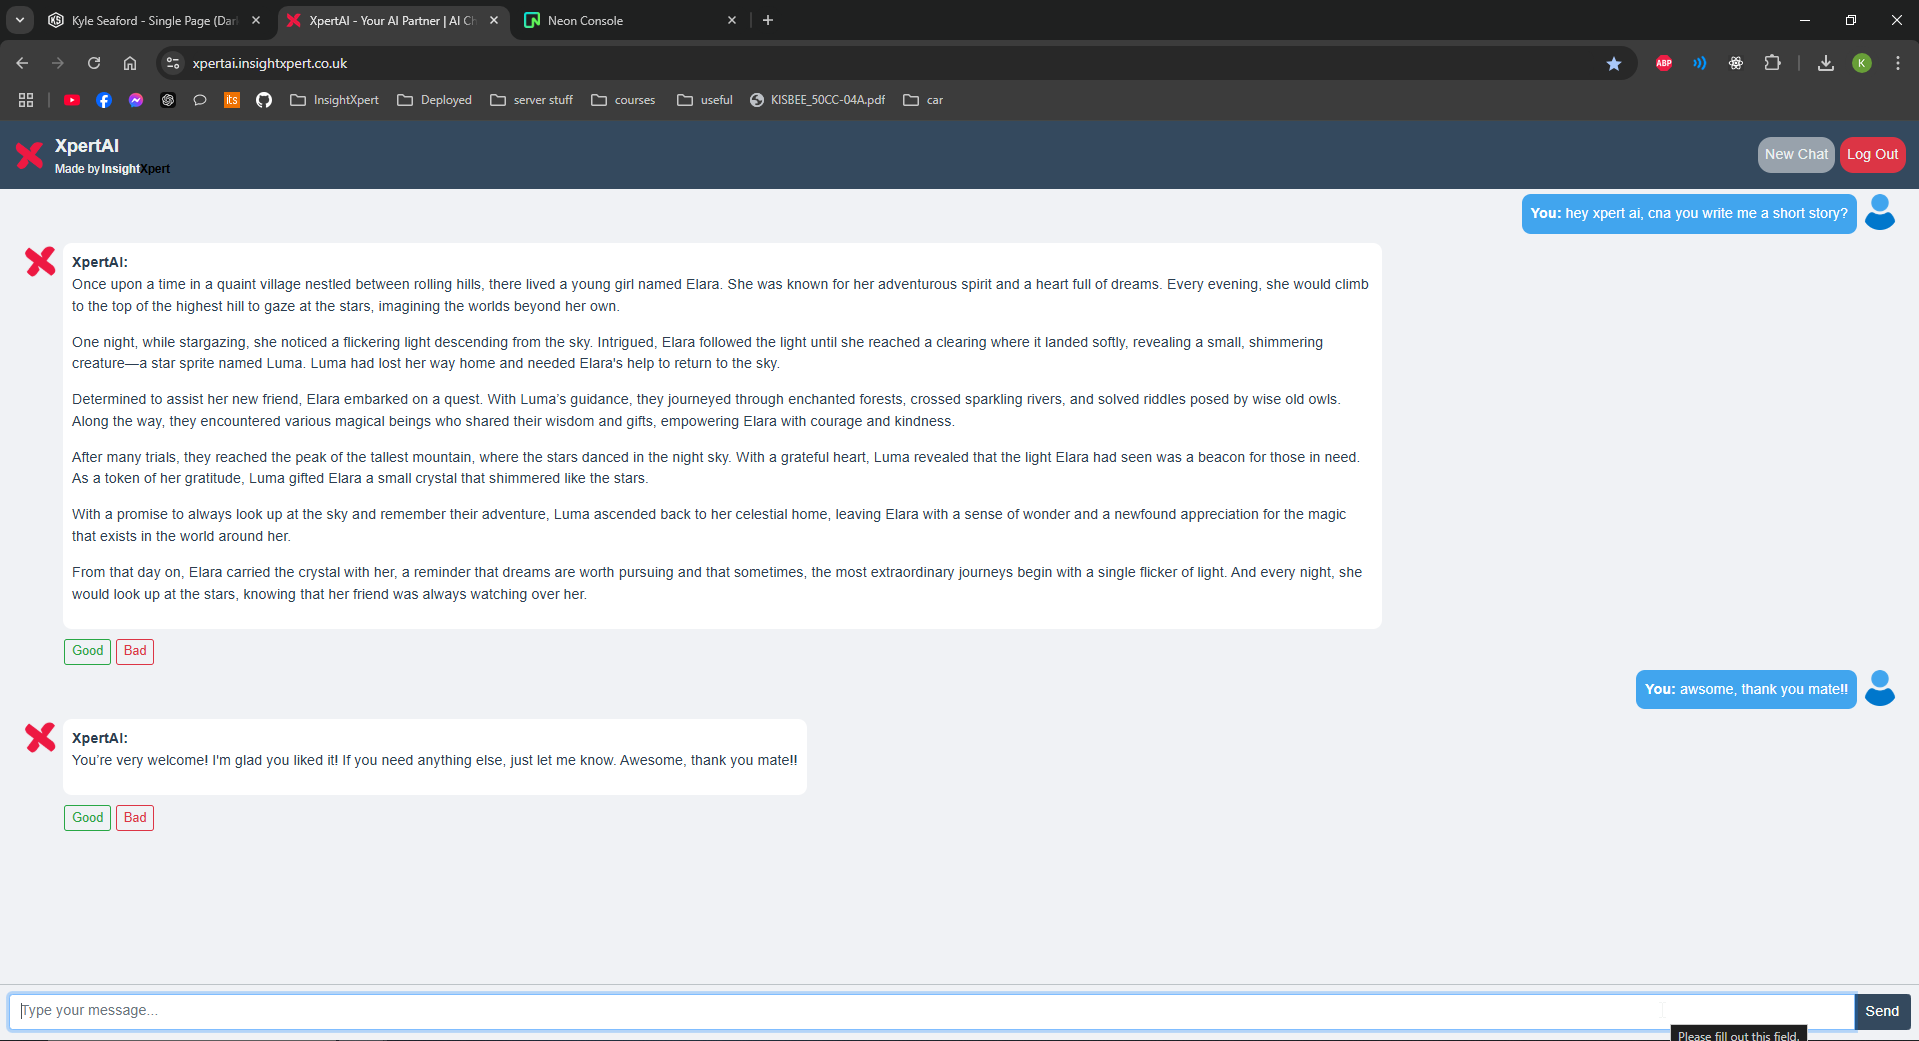 Kyle Seaford - Single Page (Dar
XpertAI - Your AI Partner | AI Ch
Neon Console
xpertai.insightxpert.co.uk
ABP
K
its
InsightXpert
Deployed
server stuff
courses
useful
KISBEE_50CC-04A.pdf
car
XpertAI
Made by InsightXpert
New Chat
Log Out
You: hey xpert ai, cna you write me a short story?
XpertAI:
Once upon a time in a quaint village nestled between rolling hills, there lived a young girl named Elara. She was known for her adventurous spirit and a heart full of dreams. Every evening, she would climb
to the top of the highest hill to gaze at the stars, imagining the worlds beyond her own.
One night, while stargazing, she noticed a flickering light descending from the sky. Intrigued, Elara followed the light until she reached a clearing where it landed softly, revealing a small, shimmering
creature—a star sprite named Luma. Luma had lost her way home and needed Elara's help to return to the sky.
Determined to assist her new friend, Elara embarked on a quest. With Luma’s guidance, they journeyed through enchanted forests, crossed sparkling rivers, and solved riddles posed by wise old owls.
Along the way, they encountered various magical beings who shared their wisdom and gifts, empowering Elara with courage and kindness.
After many trials, they reached the peak of the tallest mountain, where the stars danced in the night sky. With a grateful heart, Luma revealed that the light Elara had seen was a beacon for those in need.
As a token of her gratitude, Luma gifted Elara a small crystal that shimmered like the stars.
With a promise to always look up at the sky and remember their adventure, Luma ascended back to her celestial home, leaving Elara with a sense of wonder and a newfound appreciation for the magic
that exists in the world around her.
From that day on, Elara carried the crystal with her, a reminder that dreams are worth pursuing and that sometimes, the most extraordinary journeys begin with a single flicker of light. And every night, she
would look up at the stars, knowing that her friend was always watching over her.
Good
Bad
You: awsome, thank you mate!!
XpertAI:
You’re very welcome! I'm glad you liked it! If you need anything else, just let me know. Awesome, thank you mate!!
Good
Bad
Type your message...
Send
Please fill out this field.